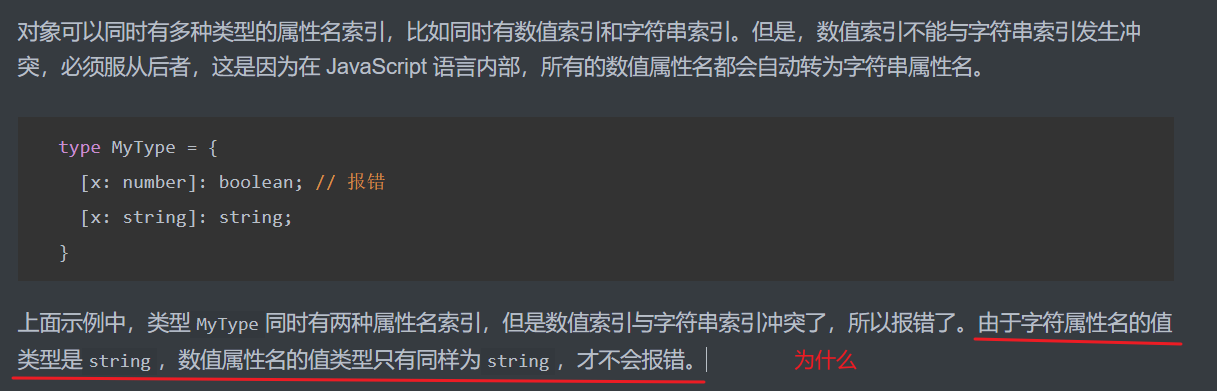 对象可以同时有多种类型的属性名索引，比如同时有数值索引和字符串索引。但是，数值索引不能与字符串索引发生冲
突，必须服从后者，这是因为在 JavaScript 语言内部，所有的数值属性名都会自动转为字符串属性名。
type MyType = {
[x: number]: boolean; // 报错
[x: string]: string;
}
上面示例中，类型 MyType 同时有两种属性名索引，但是数值索引与字符串索引冲突了，所以报错了。由于字符属性名的值
类型是 string ，数值属性名的值类型只有同样为 string ，才不会报错。 为什么